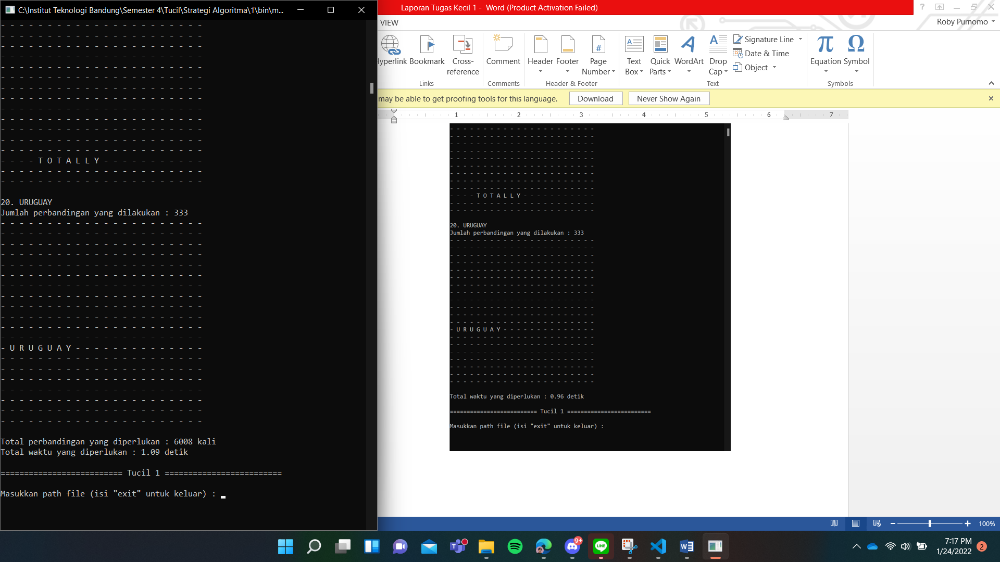 C:\Institut Teknologi Bandung\Semester 4\Tucil\Strategi Algoritma\1\bin\m...
- - - - - - - - - - - - - - - - - - - - - -
- - - - - - - - - - - - - - - - - - - - - -
- - - - - - - - - - - - - - - - - - - - - -
- - - - - - - - - - - - - - - - - - - - - -
- - - - - - - - - - - - - - - - - - - - - -
- - - - - - - - - - - - - - - - - - - - - -
- - - - - - - - - - - - - - - - - - - - - -
- - - - - - - - - - - - - - - - - - - - - -
- - - - - - - - - - - - - - - - - - - - - -
- - - - - - - - - - - - - - - - - - - - - -
- - - - - - - - - - - - - - - - - - - - - -
- - - - - - - - - - - - - - - - - - - - - -
- - - - - - - - - - - - - - - - - - - - - -
- - - - T O T A L L Y - - - - - - - - - - -
- - - - - - - - - - - - - - - - - - - - - -
- - - - - - - - - - - - - - - - - - - - - -
20. URUGUAY
Jumlah perbandingan yang dilakukan : 333
- - - - - - - - - - - - - - - - - - - - - -
- - - - - - - - - - - - - - - - - - - - - -
- - - - - - - - - - - - - - - - - - - - - -
- - - - - - - - - - - - - - - - - - - - - -
- - - - - - - - - - - - - - - - - - - - - -
- - - - - - - - - - - - - - - - - - - - - -
- - - - - - - - - - - - - - - - - - - - - -
- - - - - - - - - - - - - - - - - - - - - -
- - - - - - - - - - - - - - - - - - - - - -
- - - - - - - - - - - - - - - - - - - - - -
- - - - - - - - - - - - - - - - - - - - - -
- - - - - - - - - - - - - - - - - - - - - -
- U R U G U A Y - - - - - - - - - - - - - -
- - - - - - - - - - - - - - - - - - - - - -
- - - - - - - - - - - - - - - - - - - - - -
- - - - - - - - - - - - - - - - - - - - - -
- - - - - - - - - - - - - - - - - - - - - -
- - - - - - - - - - - - - - - - - - - - - -
- - - - - - - - - - - - - - - - - - - - - -
- - - - - - - - - - - - - - - - - - - - - -
Total perbandingan yang diperlukan : 6008 kali
Total waktu yang diperlukan : 1.09 detik
========================== Tucil 1 =========================
Masukkan path file (isi "exit" untuk keluar) :
Laporan Tugas Kecil 1 - Word (Product Activation Failed)
VIEW
Roby Purnomo
Hyperlink Bookmark Cross-reference
Links
Comment
Comments
Header Footer Page Number
Header & Footer
Text Box Quick Parts WordArt Drop Cap
Signature Line
Date & Time
Object
Text
Equation Symbol
Symbols
may be able to get proofing tools for this language. Download Never Show Again
1 2 3 4 5 6 7
- - - - - - - - - - - - - - - - - - - - - -
- - - - - - - - - - - - - - - - - - - - - -
- - - - - - - - - - - - - - - - - - - - - -
- - - - - - - - - - - - - - - - - - - - - -
- - - - - - - - - - - - - - - - - - - - - -
- - - - - - - - - - - - - - - - - - - - - -
- - - - - - - - - - - - - - - - - - - - - -
- - - - - - - - - - - - - - - - - - - - - -
- - - - - - - - - - - - - - - - - - - - - -
- - - - T O T A L L Y - - - - - - - - - - -
- - - - - - - - - - - - - - - - - - - - - -
- - - - - - - - - - - - - - - - - - - - - -
20. URUGUAY
Jumlah perbandingan yang dilakukan : 333
- - - - - - - - - - - - - - - - - - - - - -
- - - - - - - - - - - - - - - - - - - - - -
- - - - - - - - - - - - - - - - - - - - - -
- - - - - - - - - - - - - - - - - - - - - -
- - - - - - - - - - - - - - - - - - - - - -
- - - - - - - - - - - - - - - - - - - - - -
- - - - - - - - - - - - - - - - - - - - - -
- - - - - - - - - - - - - - - - - - - - - -
- - - - - - - - - - - - - - - - - - - - - -
- - - - - - - - - - - - - - - - - - - - - -
- - - - - - - - - - - - - - - - - - - - - -
- - - - - - - - - - - - - - - - - - - - - -
- U R U G U A Y - - - - - - - - - - - - - -
- - - - - - - - - - - - - - - - - - - - - -
- - - - - - - - - - - - - - - - - - - - - -
- - - - - - - - - - - - - - - - - - - - - -
- - - - - - - - - - - - - - - - - - - - - -
- - - - - - - - - - - - - - - - - - - - - -
- - - - - - - - - - - - - - - - - - - - - -
- - - - - - - - - - - - - - - - - - - - - -
Total waktu yang diperlukan : 0.96 detik
========================== Tucil 1 =========================
Masukkan path file (isi "exit" untuk keluar) :
100%
9+
7:17 PM
1/24/2022
2